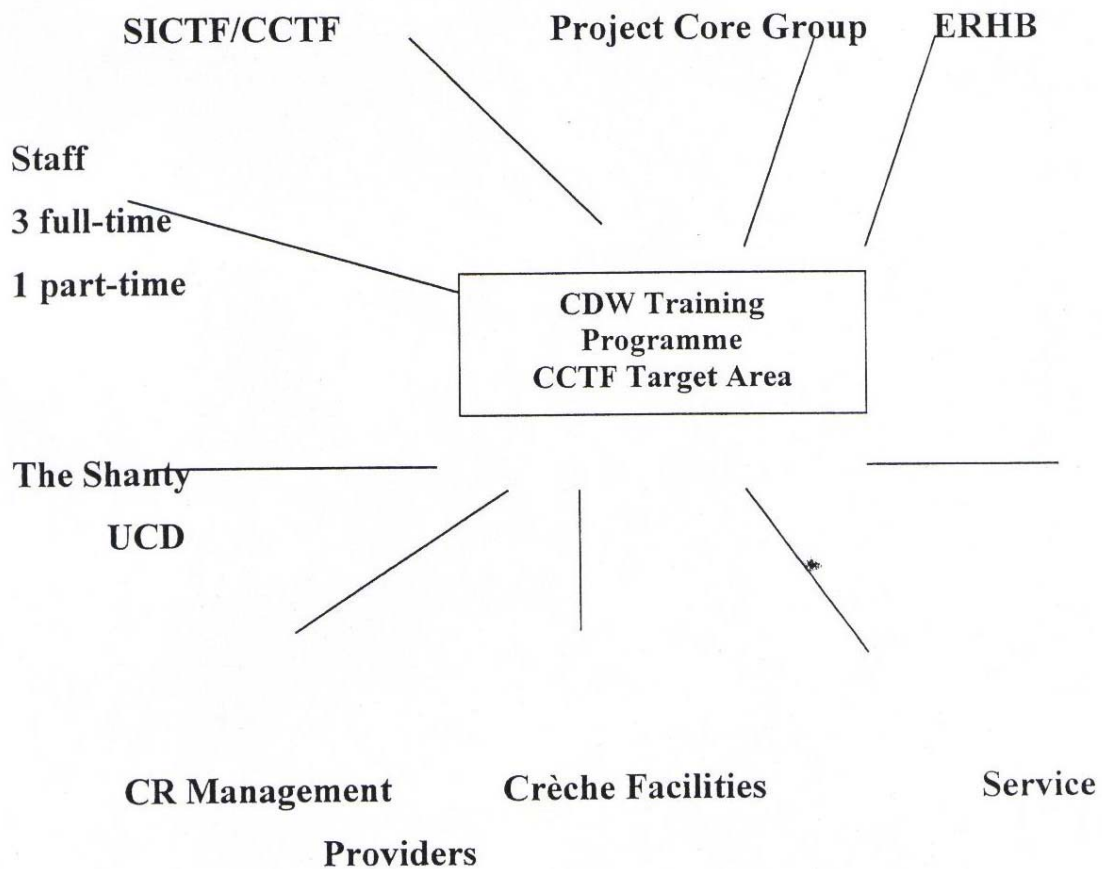 SICTF/CCTF Project Core Group ERHB
Staff
3 full-time
1 part-time
CDW Training
Programme
CCTF Target Area
The Shanty
UCD
CR Management Crèche Facilities Service
Providers